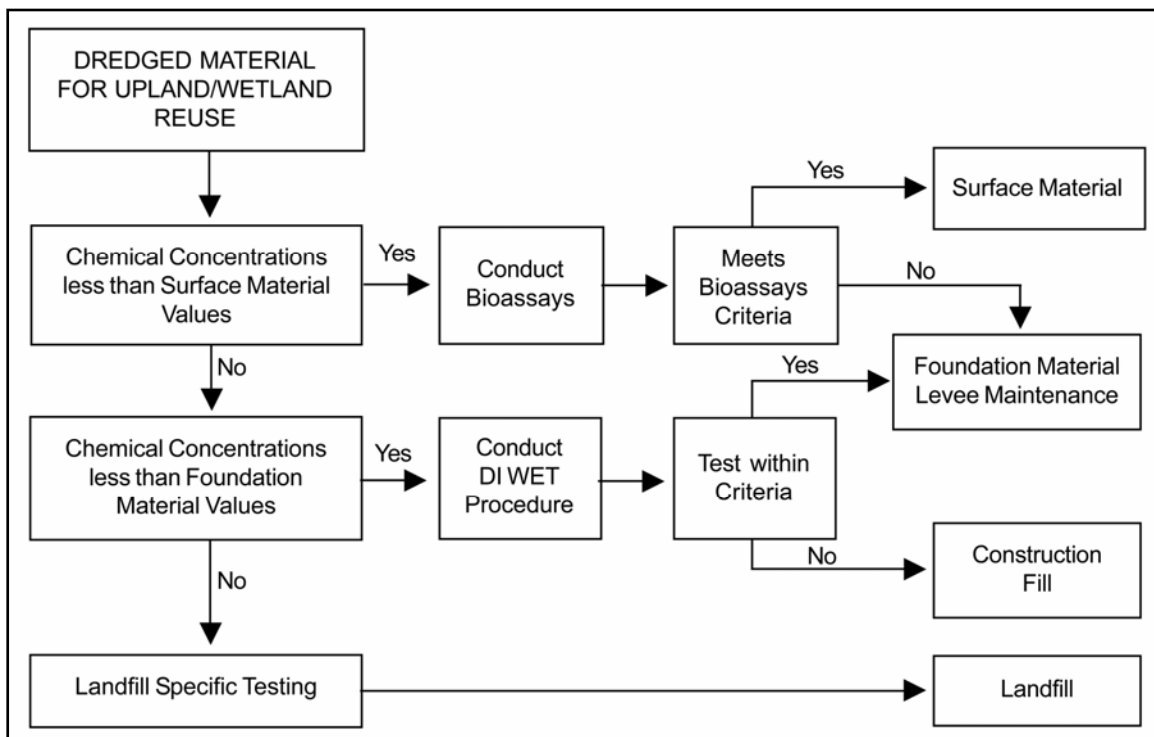 DREDGED MATERIAL
FOR UPLAND/WETLAND
REUSE
Yes
Surface Material
Chemical Concentrations
less than Surface Material
Values
Yes
Conduct
Bioassays
Meets
Bioassays
Criteria
No
No
Yes
Foundation Material
Levee Maintenance
Chemical Concentrations
less than Foundation
Material Values
Yes
Conduct
DI WET
Procedure
Test within
Criteria
No
Construction
Fill
No
Landfill Specific Testing
Landfill